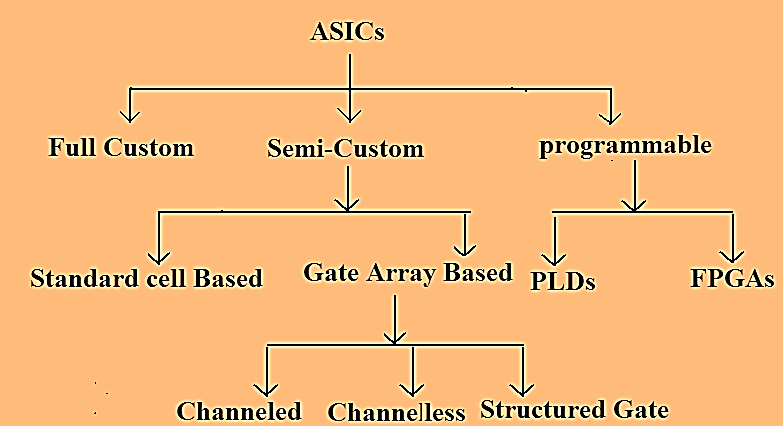 ASICs
Full Custom
Semi-Custom
programmable
Standard cell Based
Gate Array Based
PLDs
FPGAs
Channeled
Channelless
Structured Gate